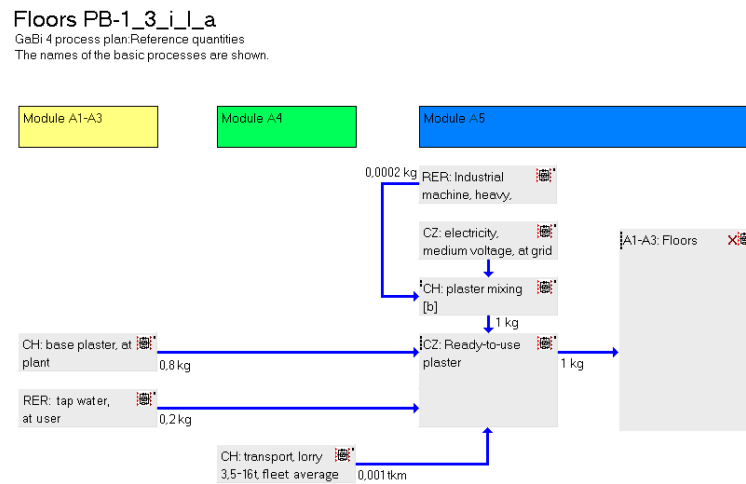 Floors PB-1_3_i_I_a
GaBi 4 process plan:Reference quantities
The names of the basic processes are shown.
Module A1-A3
Module A4
Module A5
0,0002 kg
RER: Industrial
machine, heavy,
CZ: electricity,
medium voltage, at grid
A1-A3: Floors
CH: plaster mixing
[b]
1 kg
CH: base plaster, at
plant
0,8 kg
CZ: Ready-to-use
plaster
1 kg
RER: tap water,
at user
0,2 kg
CH: transport, lorry
3,5-16t, fleet average
0,001 tkm